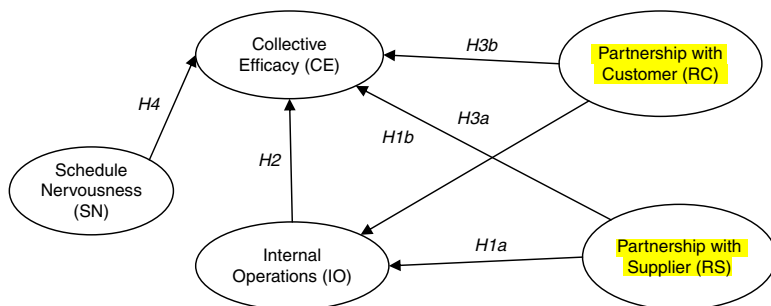 Collective
Efficacy (CE)
H3b
Partnership with
Customer (RC)
H4
H3a
H1b
H2
Schedule
Nervousness
(SN)
Internal
Operations (IO)
H1a
Partnership with
Supplier (RS)